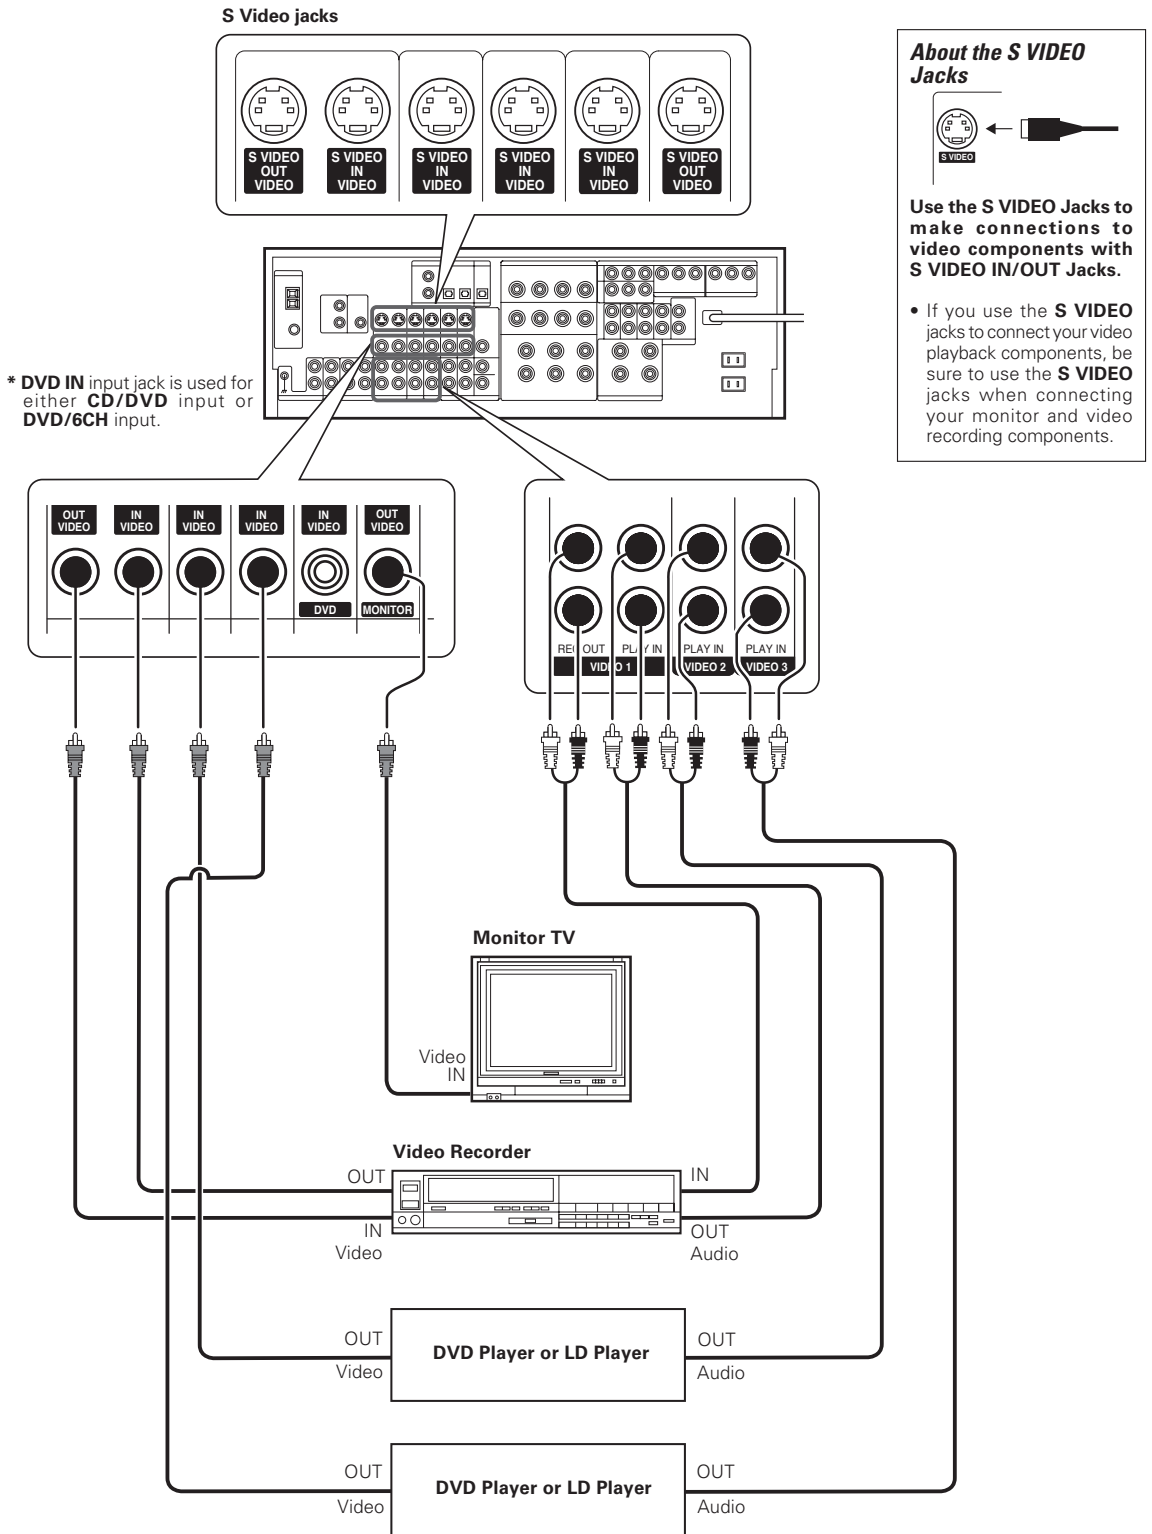 S Video jacks
S VIDEO
OUT
VIDEO
S VIDEO
IN
VIDEO
S VIDEO
IN
VIDEO
S VIDEO
IN
VIDEO
S VIDEO
IN
VIDEO
S VIDEO
OUT
VIDEO
About the S VIDEO
Jacks
S VIDEO
Use the S VIDEO Jacks to
make connections to
video components with
S VIDEO IN/OUT Jacks.
• If you use the S VIDEO
jacks to connect your video
playback components, be
sure to use the S VIDEO
jacks when connecting
your monitor and video
recording components.
* DVD IN input jack is used for
either CD/DVD input or
DVD/6CH input.
OUT
VIDEO
IN
VIDEO
IN
VIDEO
IN
VIDEO
IN
VIDEO
OUT
VIDEO
DVD
MONITOR
REC OUT
PLAY IN
PLAY IN
PLAY IN
VIDEO 1
VIDEO 2
VIDEO 3
Monitor TV
Video
IN
Video Recorder
OUT
IN
IN
Video
OUT
Audio
OUT
Video
DVD Player or LD Player
OUT
Audio
OUT
Video
DVD Player or LD Player
OUT
Audio